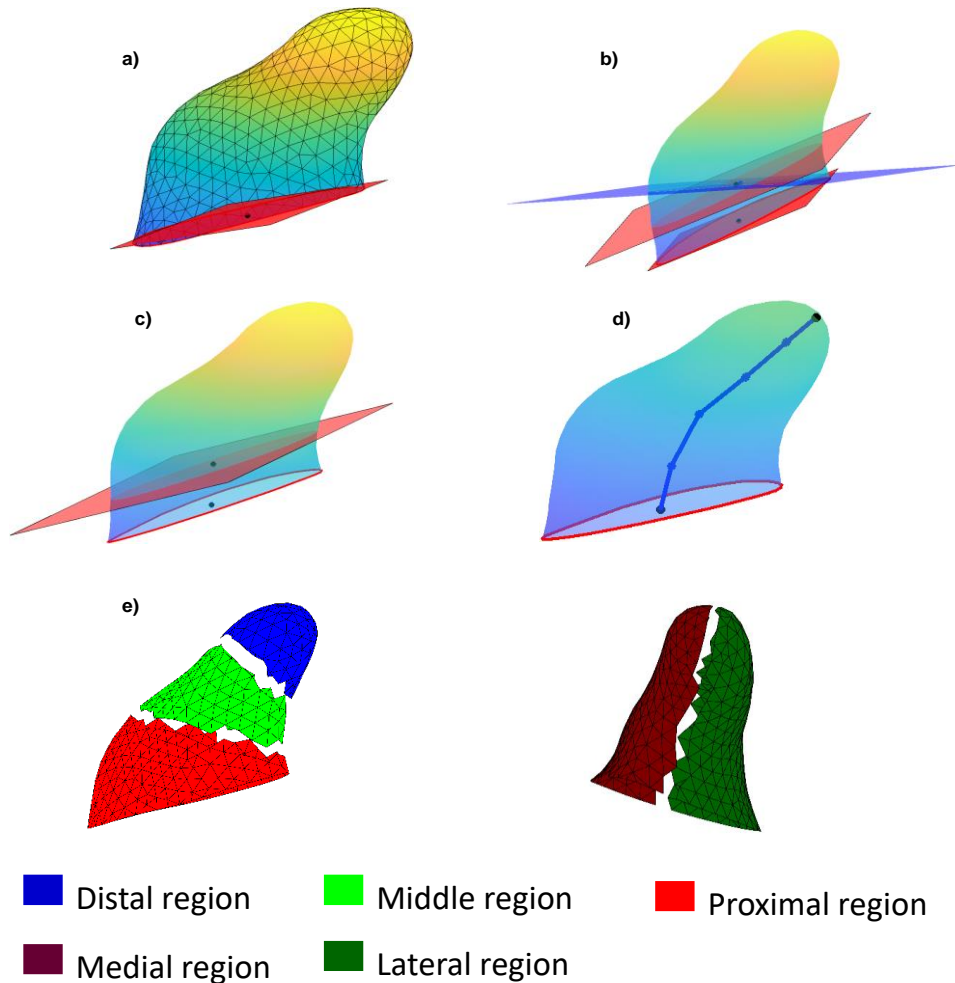 a)
b)
c)
d)
e)
Distal region
Middle region
Proximal region
Medial region
Lateral region